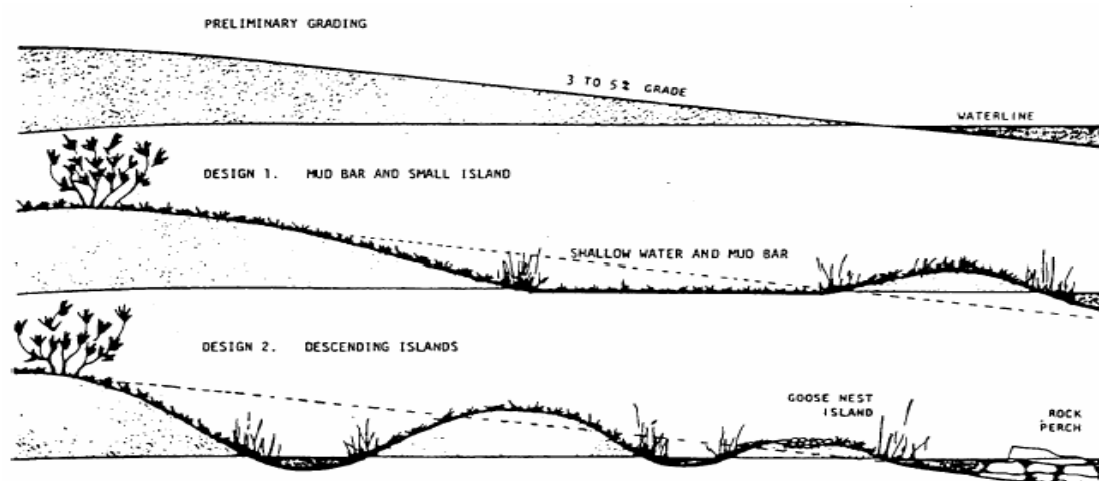 PRELIMINARY GRADING
3 TO 5% GRADE
WATERLINE
DESIGN 1. MUD BAR AND SMALL ISLAND
SHALLOW WATER AND MUD BAR
DESIGN 2. DESCENDING ISLANDS
GOOSE NEST
ISLAND
ROCK
PERCH